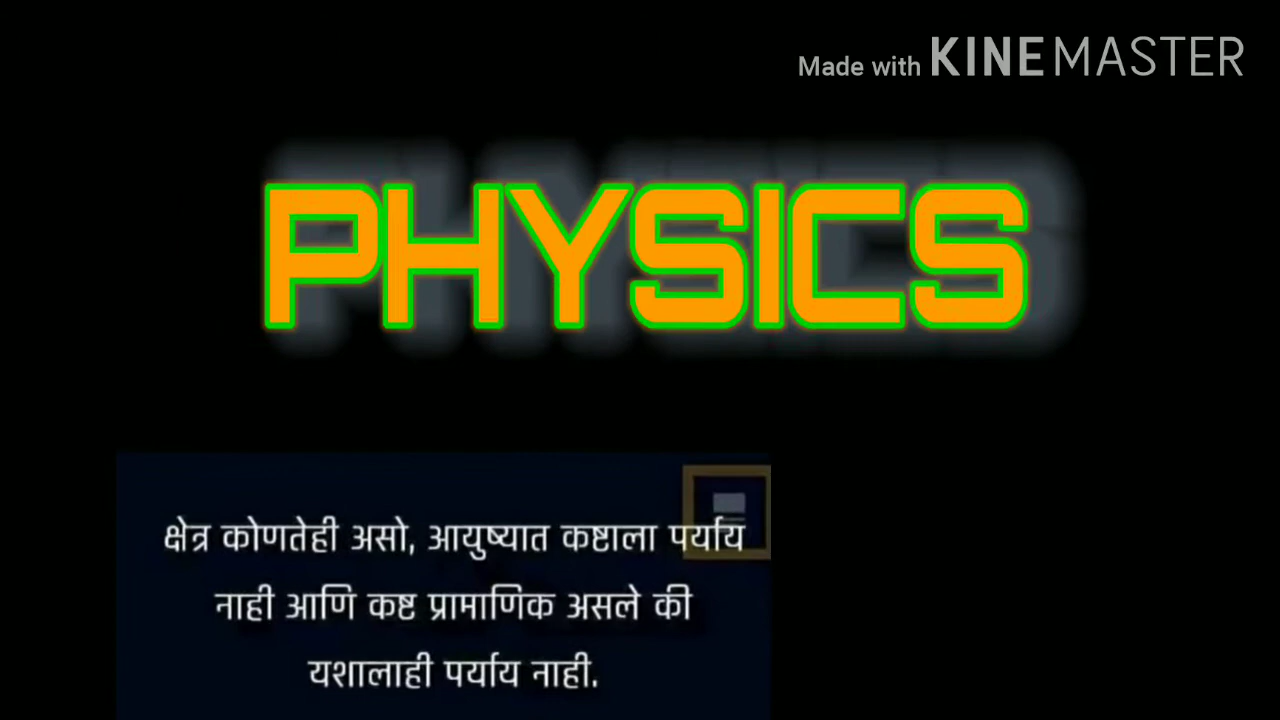 Made with KINEMASTER
PHYSICS
क्षेत्र कोणतेही असो, आयुष्यात कष्टाला पर्याय
नाही आणि कष्ट प्रामाणिक असले की
यशालाही पर्याय नाही.